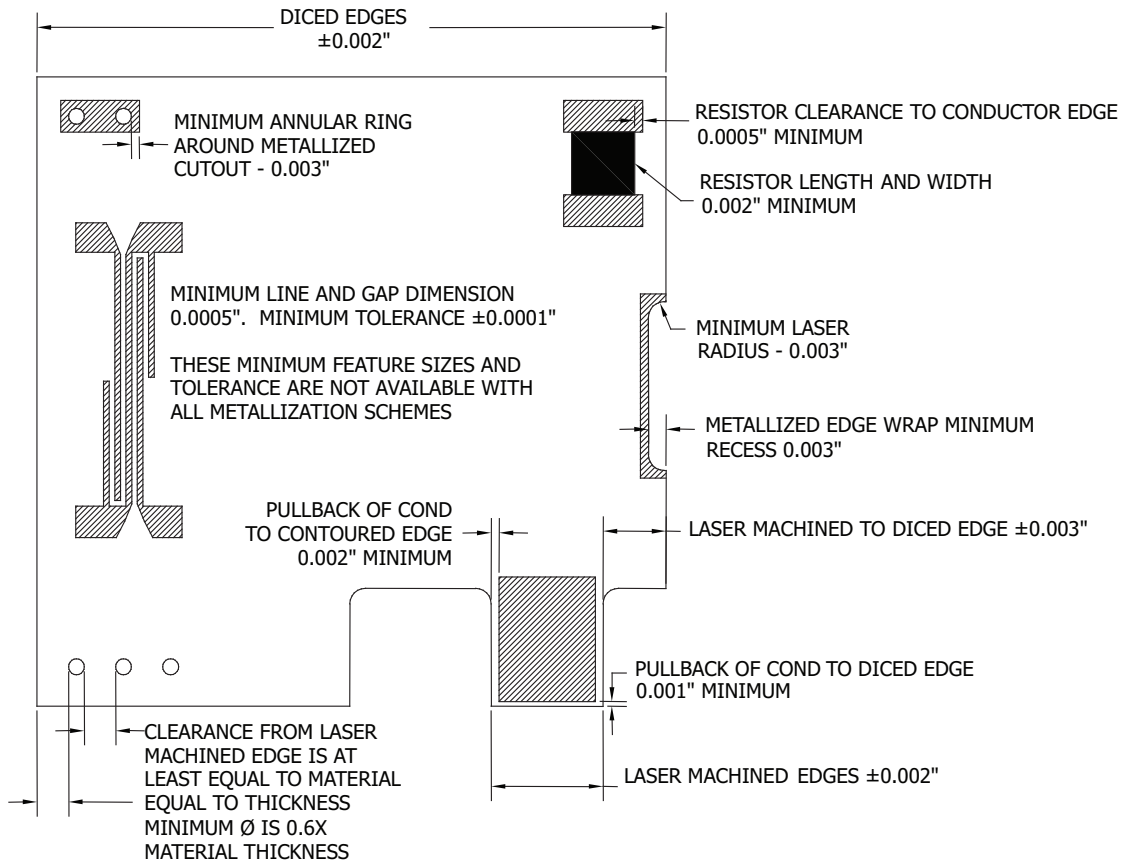 DICED EDGES
±0.002"
MINIMUM ANNULAR RING
AROUND METALLIZED
CUTOUT - 0.003"
RESISTOR CLEARANCE TO CONDUCTOR EDGE
0.0005" MINIMUM
RESISTOR LENGTH AND WIDTH
0.002" MINIMUM
MINIMUM LINE AND GAP DIMENSION
0.0005". MINIMUM TOLERANCE ±0.0001"
THESE MINIMUM FEATURE SIZES AND
TOLERANCE ARE NOT AVAILABLE WITH
ALL METALLIZATION SCHEMES
MINIMUM LASER
RADIUS - 0.003"
METALLIZED EDGE WRAP MINIMUM
RECESS 0.003"
PULLBACK OF COND
TO CONTOURED EDGE
0.002" MINIMUM
LASER MACHINED TO DICED EDGE ±0.003"
PULLBACK OF COND TO DICED EDGE
0.001" MINIMUM
CLEARANCE FROM LASER
MACHINED EDGE IS AT
LEAST EQUAL TO MATERIAL
EQUAL TO THICKNESS
MINIMUM Ø IS 0.6X
MATERIAL THICKNESS
LASER MACHINED EDGES ±0.002"